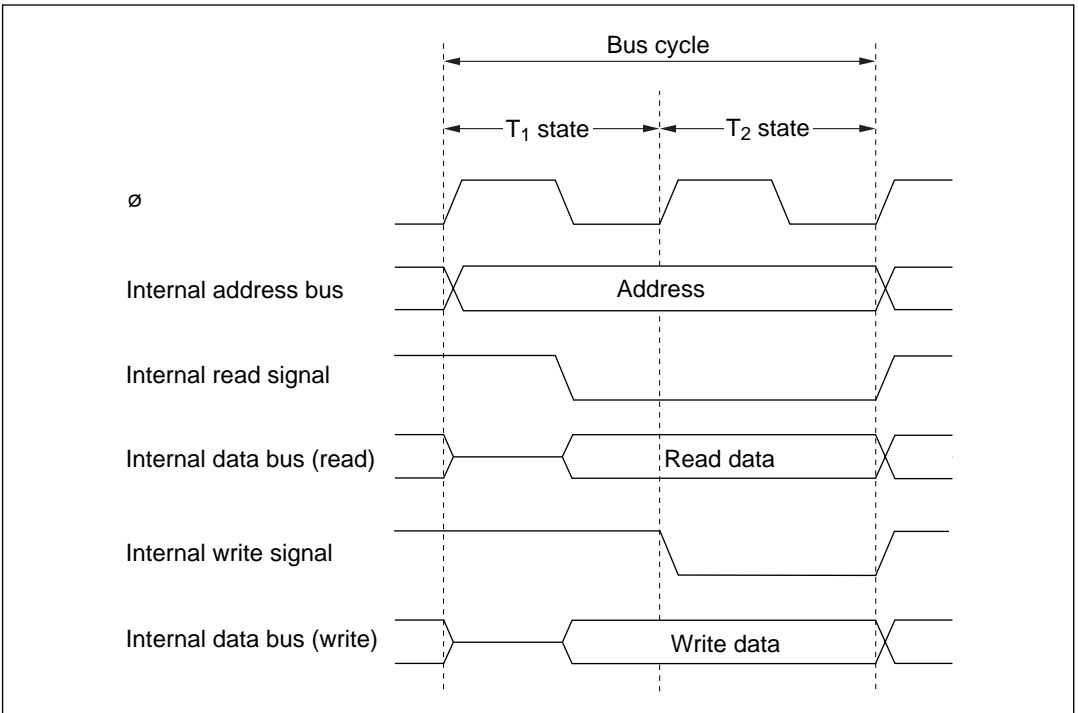 Bus cycle
T₁ state T₂ state
ø
Internal address bus Address
Internal read signal
Internal data bus (read) Read data
Internal write signal
Internal data bus (write) Write data